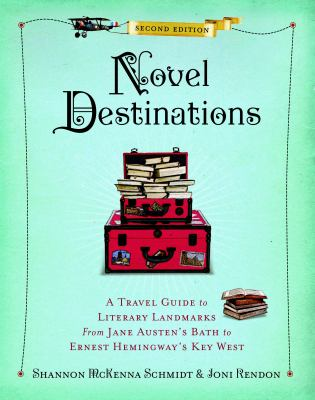 SECOND EDITION
Novel
Destinations
A TRAVEL GUIDE to
LITERARY LANDMARKS
From JANE AUSTEN'S BATH to
ERNEST HEMINGWAY'S KEY WEST
SHANNON MCKENNA SCHMIDT & JONI RENDON